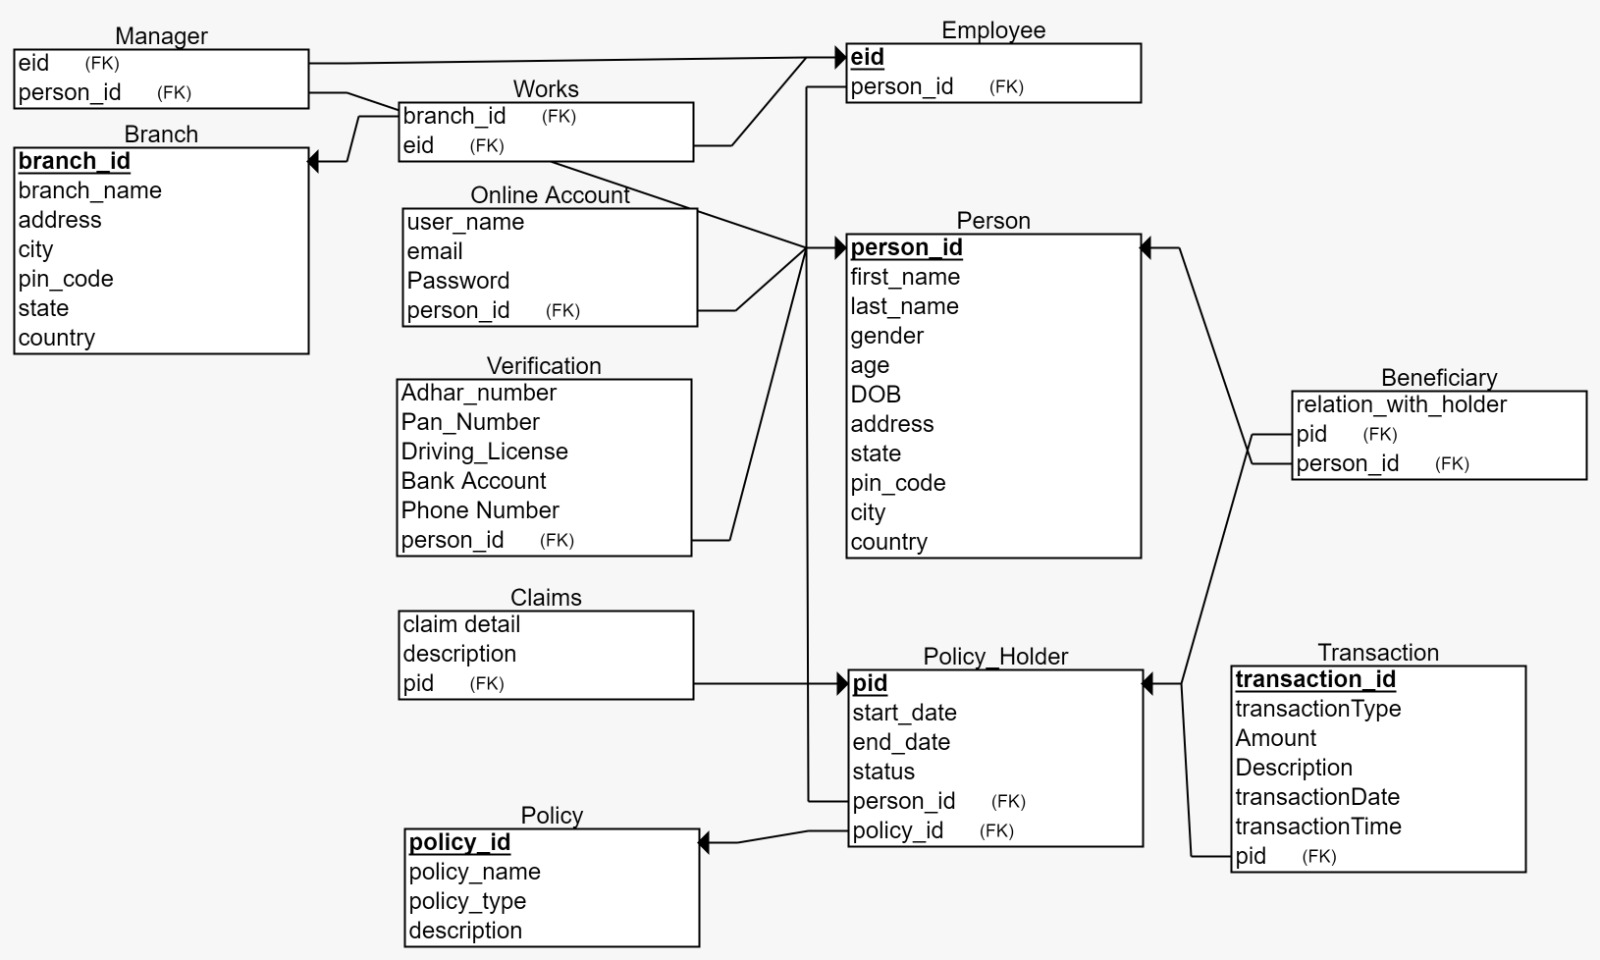 Manager
eid (FK)
person_id (FK)
Branch
branch_id
branch_name
address
city
pin_code
state
country
Works
branch_id (FK)
eid (FK)
Online Account
user_name
email
Password
person_id (FK)
Verification
Adhar_number
Pan_Number
Driving_License
Bank Account
Phone Number
person_id (FK)
Claims
claim detail
description
pid (FK)
Policy
policy_id
policy_name
policy_type
description
Employee
eid
person_id (FK)
Person
person_id
first_name
last_name
gender
age
DOB
address
state
pin_code
city
country
Policy_Holder
pid
start_date
end_date
status
person_id (FK)
policy_id (FK)
Beneficiary
relation_with_holder
pid (FK)
person_id (FK)
Transaction
transaction_id
transactionType
Amount
Description
transactionDate
transactionTime
pid (FK)